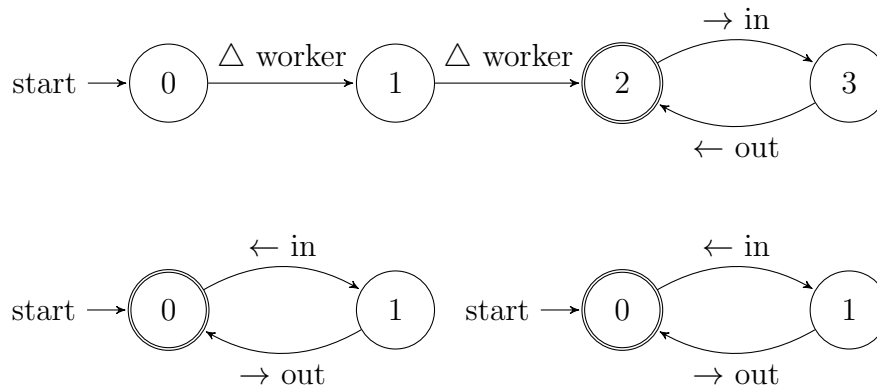 → in
△ worker △ worker
start 0 1 2 3
← out
← in ← in
start 0 1 start 0 1
→ out → out